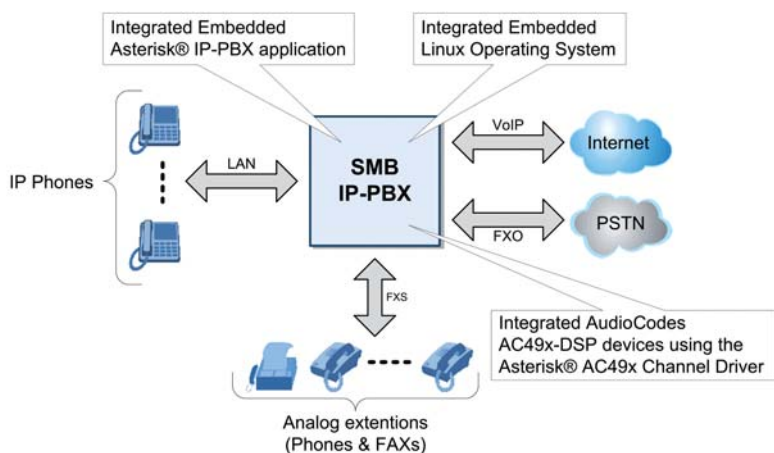 Integrated Embedded
Asterisk® IP-PBX application
Integrated Embedded
Linux Operating System
IP Phones
LAN
SMB
IP-PBX
VoIP
Internet
FXO
PSTN
FXS
Integrated AudioCodes
AC49x-DSP devices using the
Asterisk® AC49x Channel Driver
Analog extentions
(Phones & FAXs)